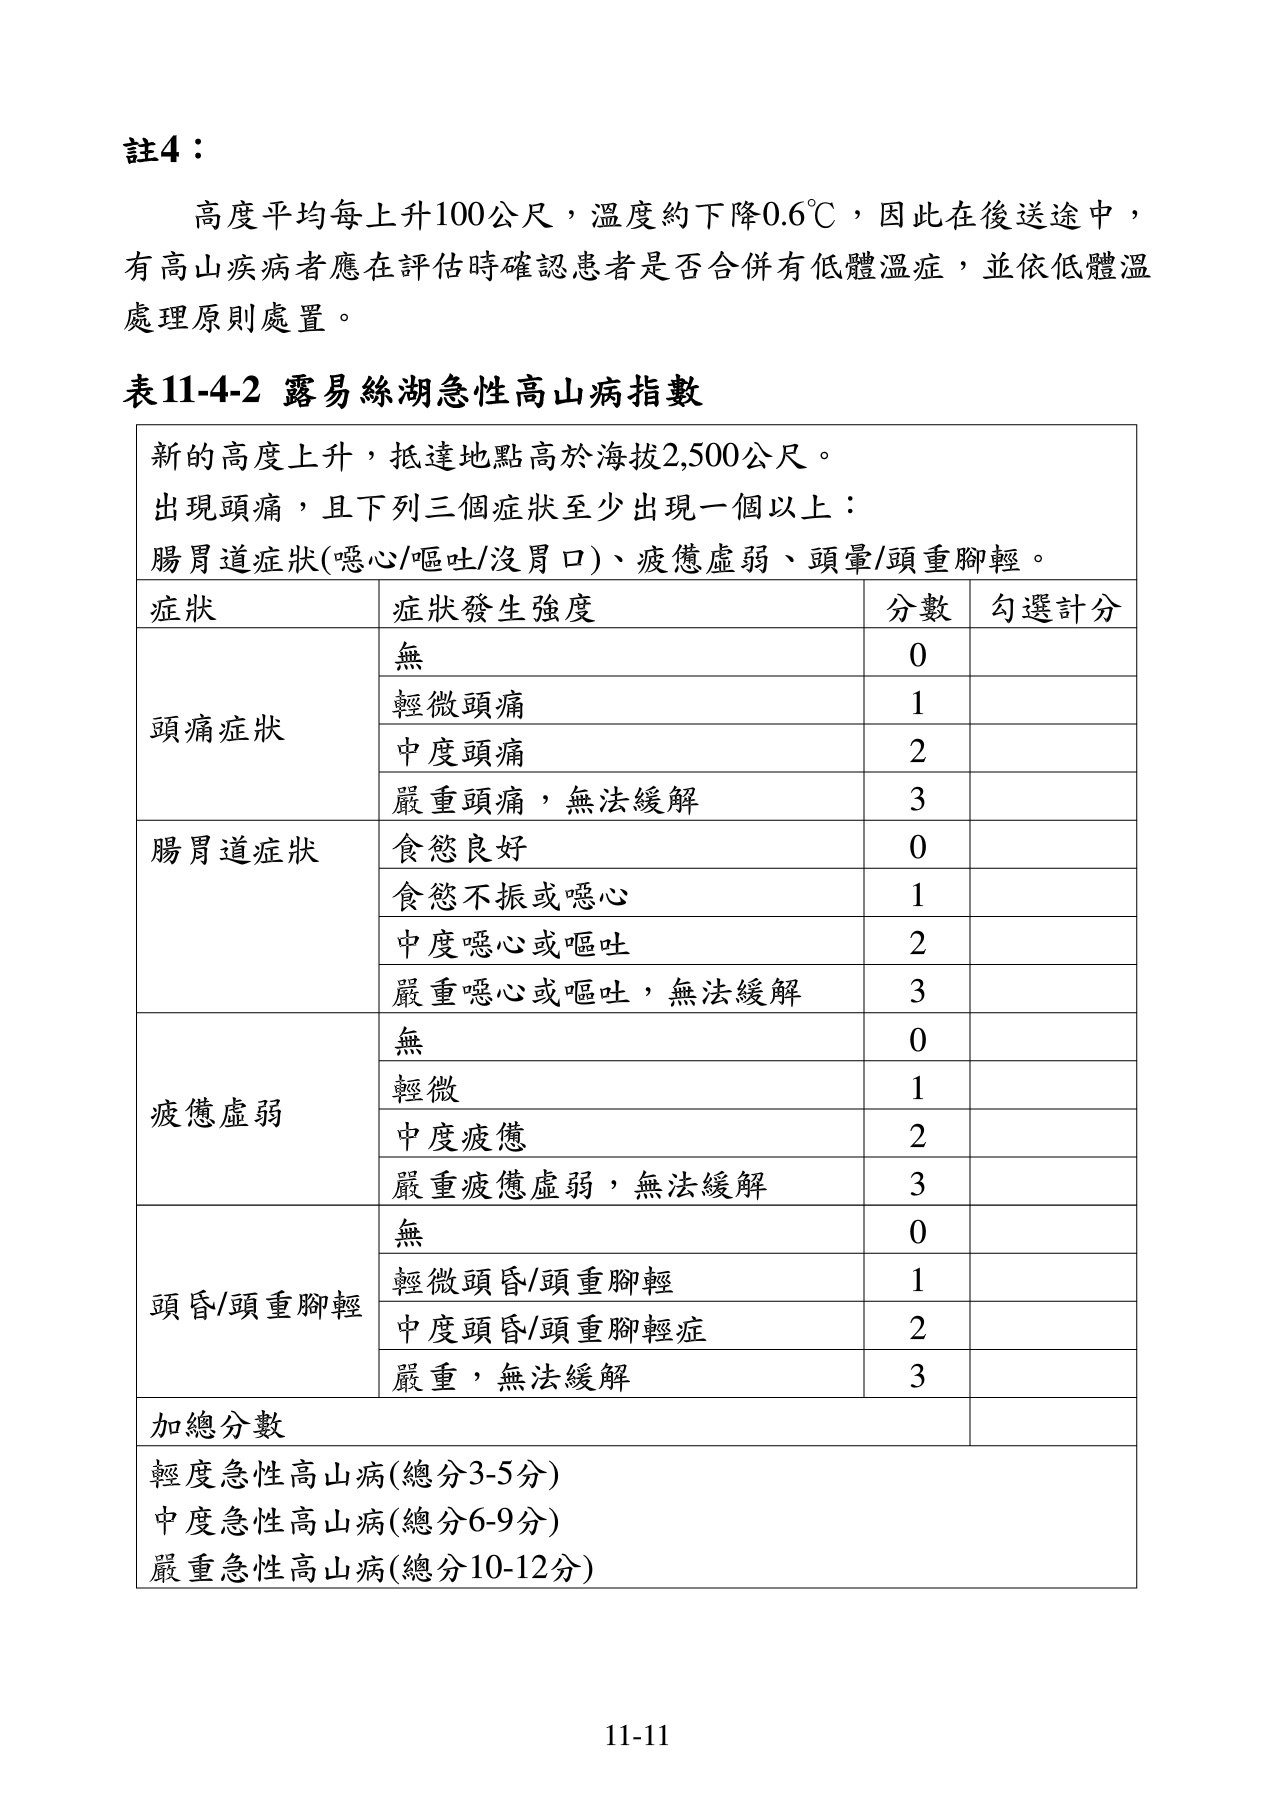 註4：
高度平均每上升100公尺，溫度約下降0.6℃，因此在後送途中，
有高山疾病者應在評估時確認患者是否合併有低體溫症，並依低體溫
處理原則處置。
表11-4-2 露易絲湖急性高山病指數
新的高度上升，抵達地點高於海拔2,500公尺。
出現頭痛，且下列三個症狀至少出現一個以上：
腸胃道症狀(噁心/嘔吐/沒胃口)、疲憊虛弱、頭暈/頭重腳輕。
症狀 症狀發生強度 分數 勾選計分
頭痛症狀
無 0
輕微頭痛 1
中度頭痛 2
嚴重頭痛，無法緩解 3
腸胃道症狀 食慾良好 0
食慾不振或噁心 1
中度噁心或嘔吐 2
嚴重噁心或嘔吐，無法緩解 3
疲憊虛弱
無 0
輕微 1
中度疲憊 2
嚴重疲憊虛弱，無法緩解 3
頭昏/頭重腳輕
無 0
輕微頭昏/頭重腳輕 1
中度頭昏/頭重腳輕症 2
嚴重，無法緩解 3
加總分數
輕度急性高山病(總分3-5分)
中度急性高山病(總分6-9分)
嚴重急性高山病(總分10-12分)
11-11